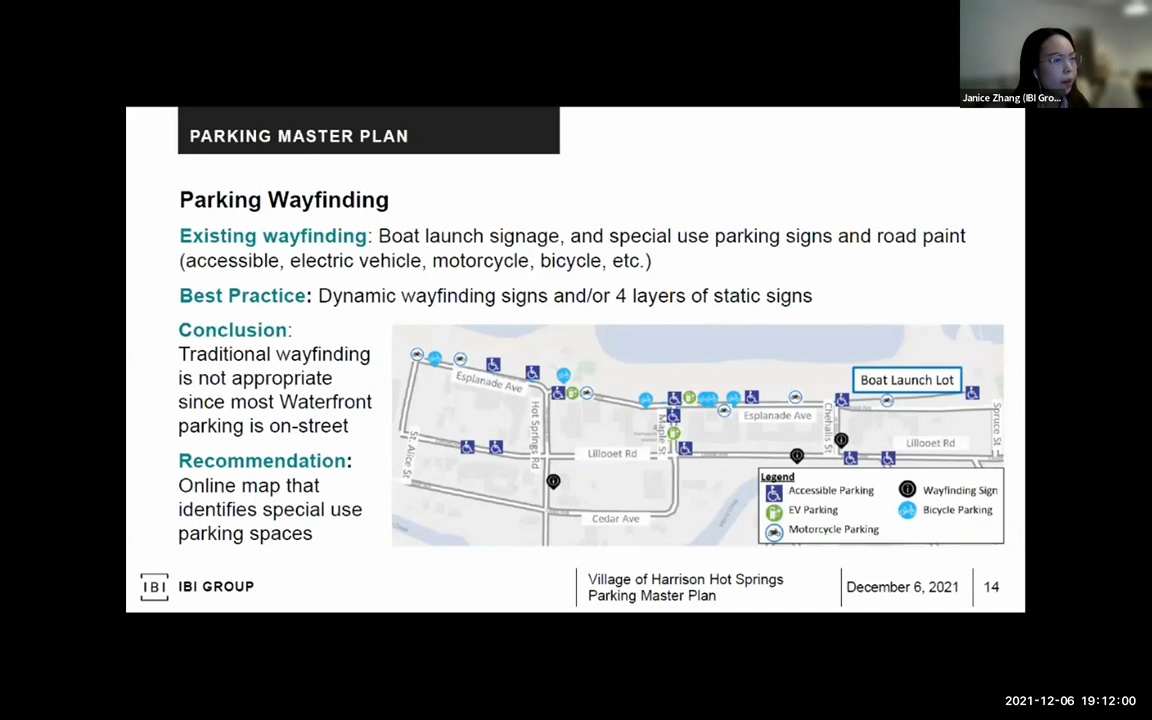 Janice Zhang (IBI Gro...
PARKING MASTER PLAN
Parking Wayfinding
Existing wayfinding: Boat launch signage, and special use parking signs and road paint
(accessible, electric vehicle, motorcycle, bicycle, etc.)
Best Practice: Dynamic wayfinding signs and/or 4 layers of static signs
Conclusion:
Traditional wayfinding
is not appropriate
since most Waterfront
parking is on-street
Recommendation:
Online map that
identifies special use
parking spaces
Esplanade Ave
Boat Launch Lot
Esplanade Ave
Hot Springs Rd
Maple St
Chehalis St
Spruce St
St. Alice St
Lillooet Rd
Lillooet Rd
Cedar Ave
Legend
Accessible Parking
Wayfinding Sign
EV Parking
Bicycle Parking
Motorcycle Parking
IBI
IBI GROUP
Village of Harrison Hot Springs
Parking Master Plan
December 6, 2021
14
2021-12-06 19:12:00